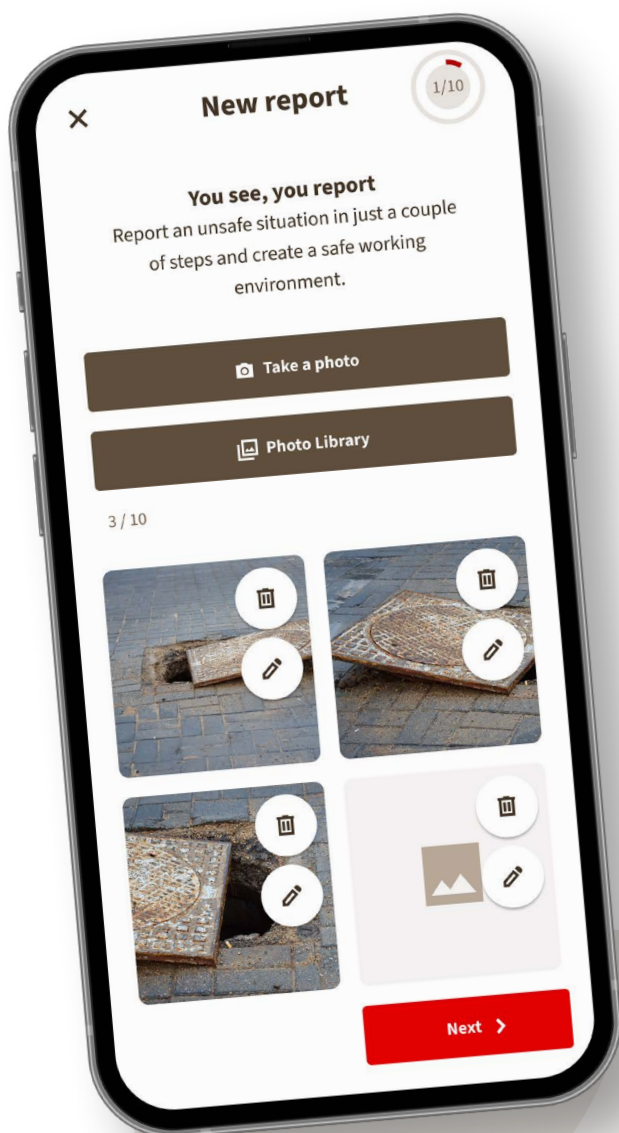 New report
1/10
You see, you report
Report an unsafe situation in just a couple
of steps and create a safe working
environment.
Take a photo
Photo Library
3 / 10
Next